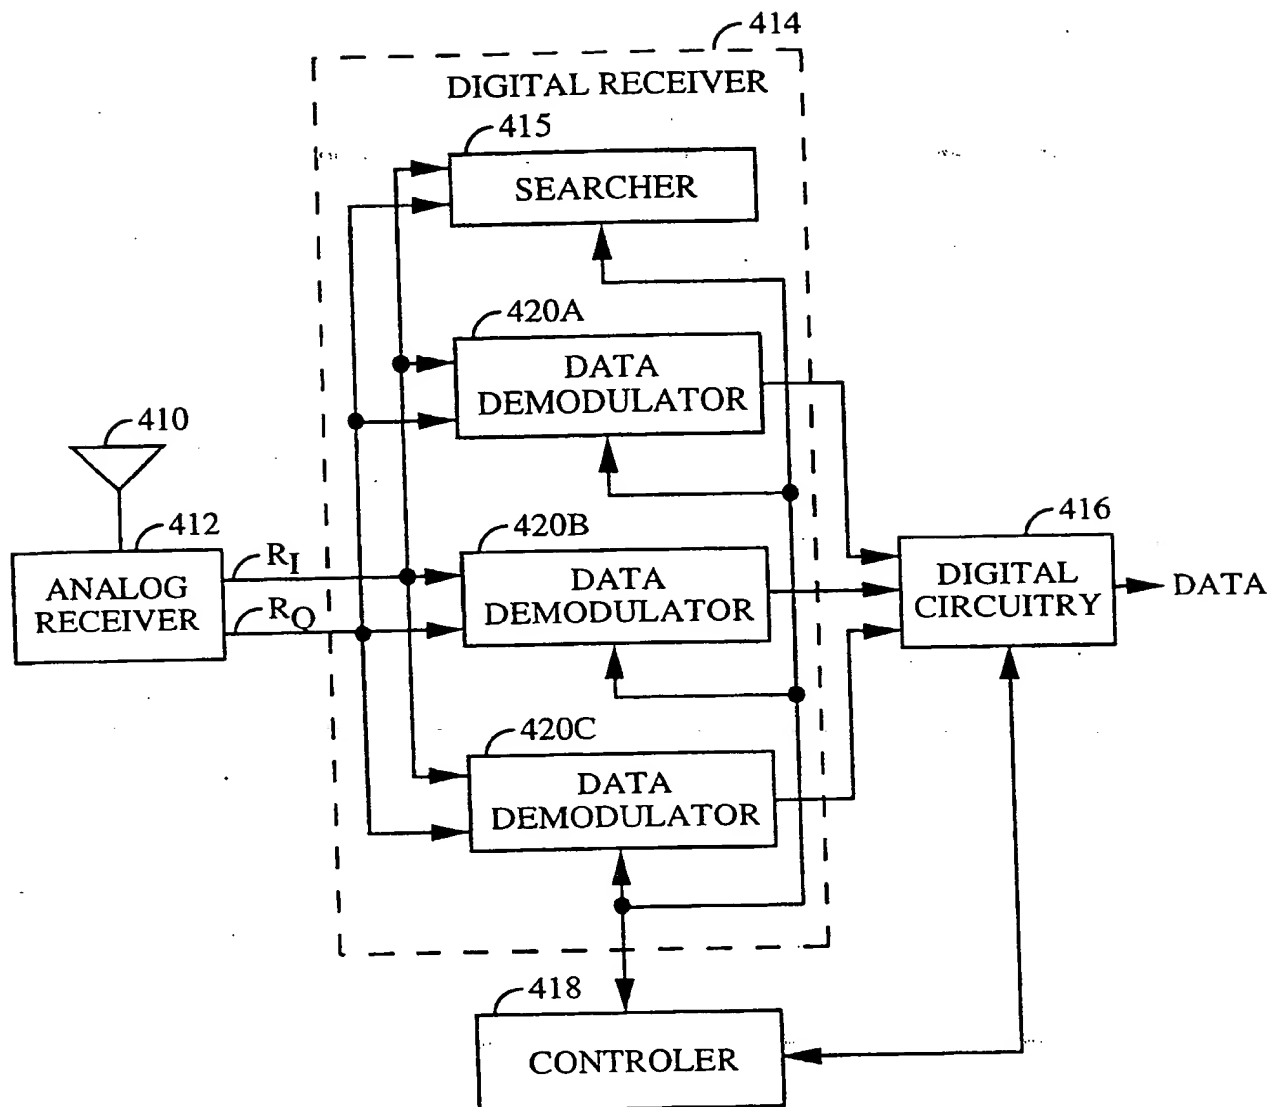 414
DIGITAL RECEIVER
415
SEARCHER
420A
DATA
DEMODULATOR
410
412
ANALOG
RECEIVER
R_I
R_Q
420B
DATA
DEMODULATOR
416
DIGITAL
CIRCUITRY
DATA
420C
DATA
DEMODULATOR
418
CONTROLER